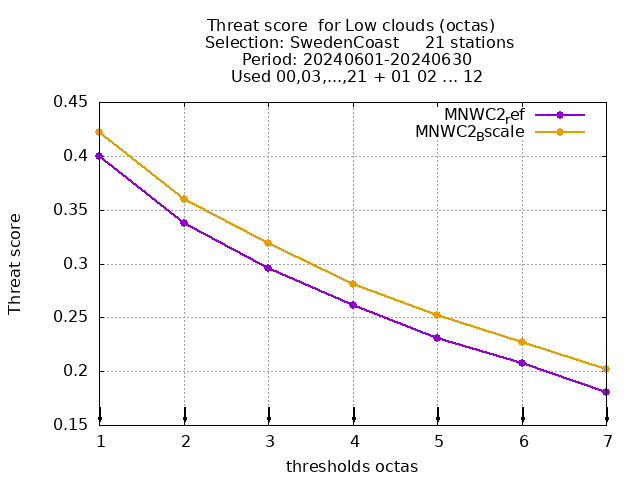 Threat score  for Low clouds (octas)
Selection: SwedenCoast     21 stations
Period: 20240601-20240630
Used 00,03,...,21 + 01 02 ... 12
MNWC2ref
MNWC2Bscale
0.45
0.4
0.35
0.3
0.25
0.2
0.15
Threat score
1 2 3 4 5 6 7
thresholds octas